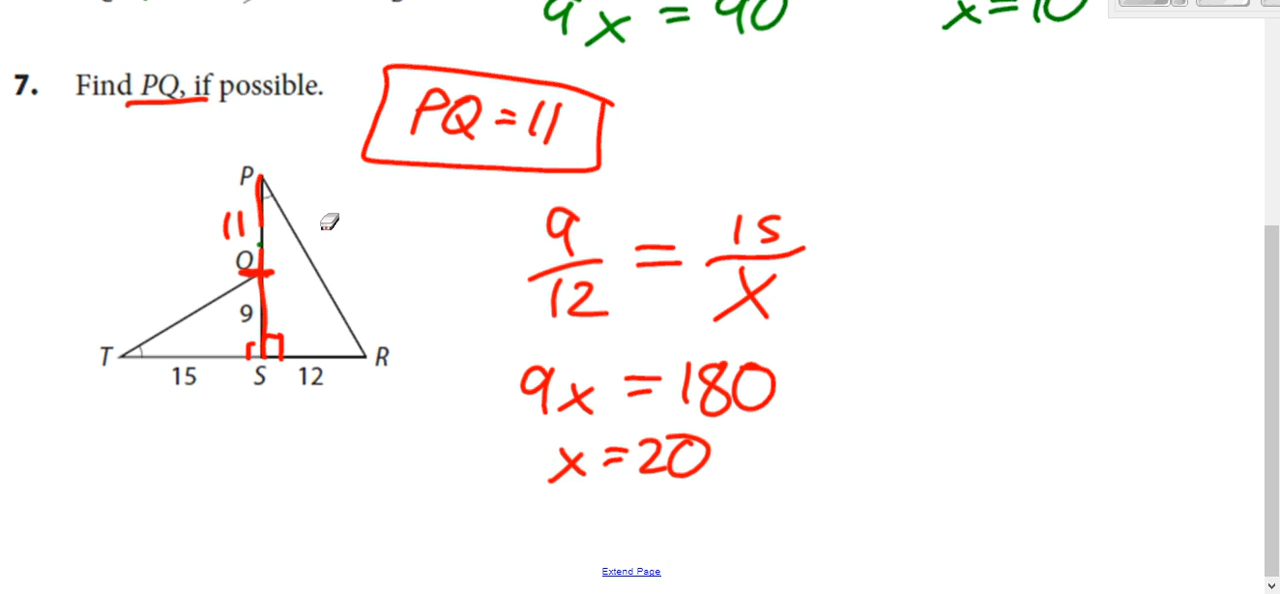 9x = 90 x=10
7. Find PQ, if possible.
PQ = 11
P
11
Q
9
T S R
15 12
9/12 = 15/X
9x = 180
x = 20
Extend Page